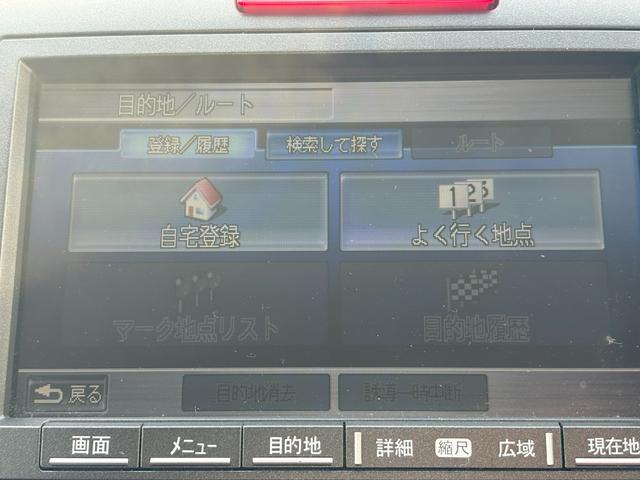 目的地／ルート
登録／履歴 検索して探す ルート
自宅登録 よく行く地点
マーク地点リスト 目的地履歴
戻る 目的地消去 誘導一時中断
画面 メニュー 目的地 詳細 縮尺 広域 現在地